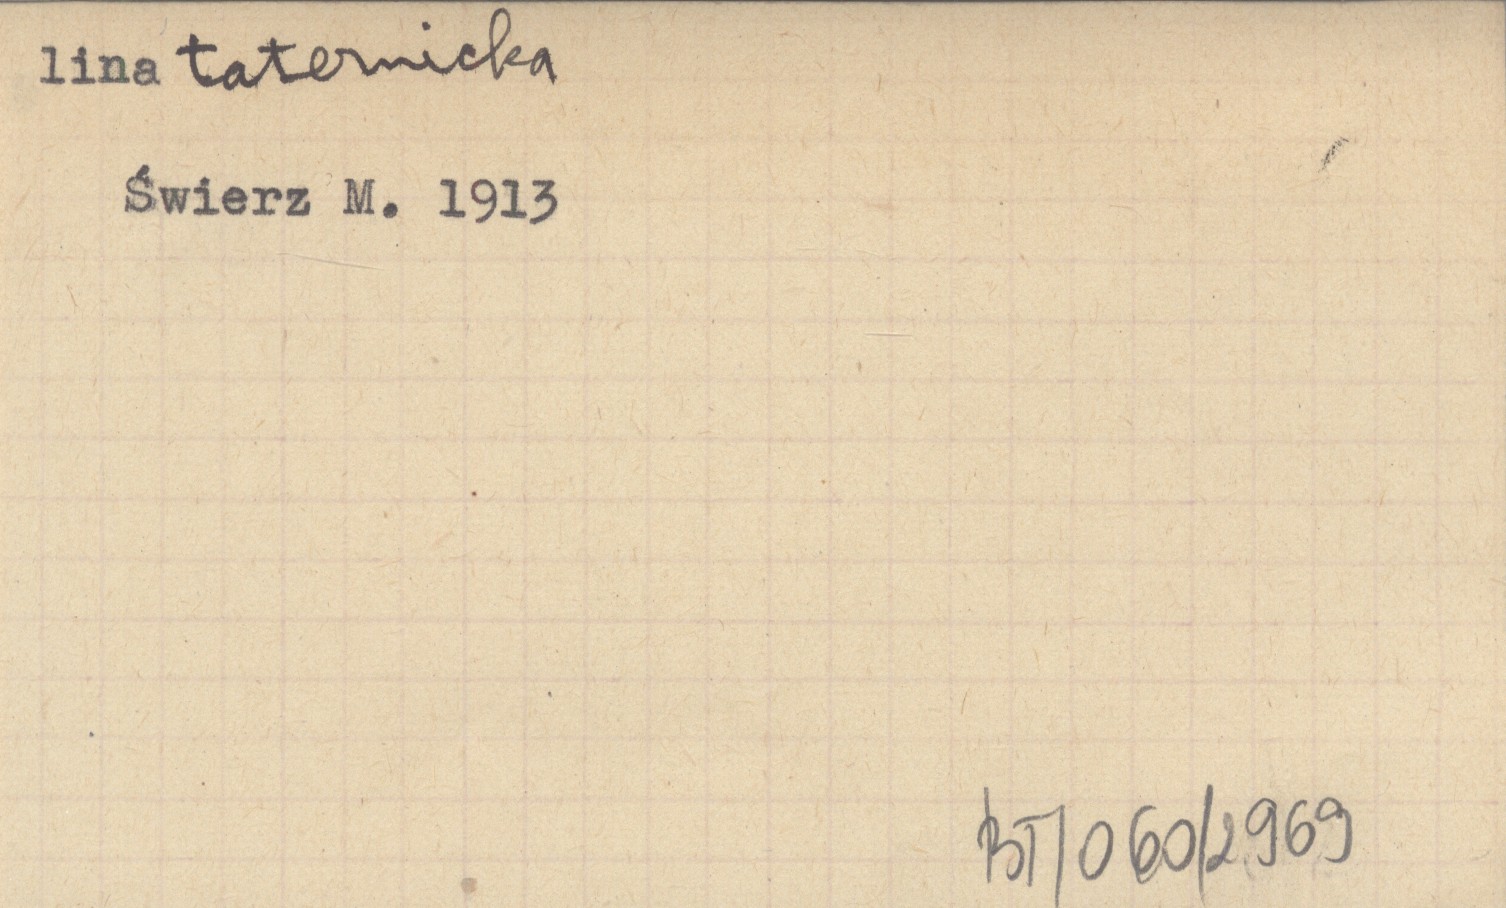 lina taternicka
Świerz M. 1913
BT/060/2969